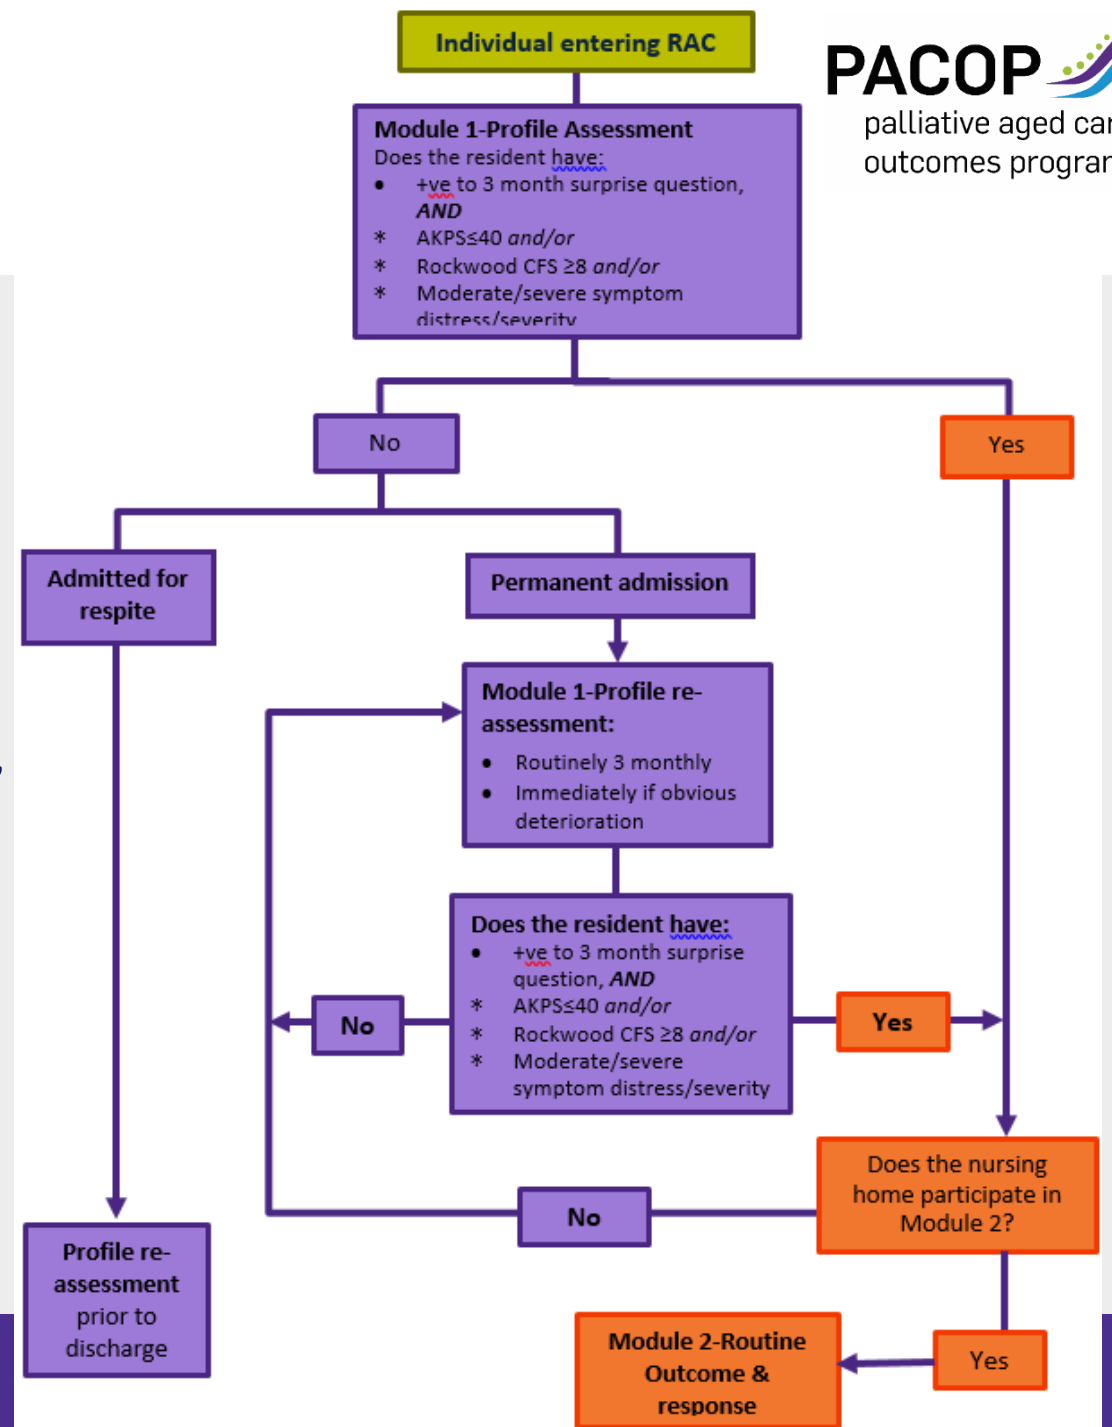 Individual entering RAC
PACOP
palliative aged car
outcomes program
Module 1-Profile Assessment
Does the resident have:
• +ve to 3 month surprise question,
AND
* AKPS≤40 and/or
* Rockwood CFS ≥8 and/or
* Moderate/severe symptom
distress/severity
No
Yes
Admitted for
respite
Permanent admission
Module 1-Profile re-
assessment:
• Routinely 3 monthly
• Immediately if obvious
deterioration
Does the resident have:
• +ve to 3 month surprise
question, AND
* AKPS≤40 and/or
* Rockwood CFS ≥8 and/or
* Moderate/severe
symptom distress/severity
No
Yes
Does the nursing
home participate in
Module 2?
No
Profile re-
assessment
prior to
discharge
Yes
Module 2-Routine
Outcome &
response